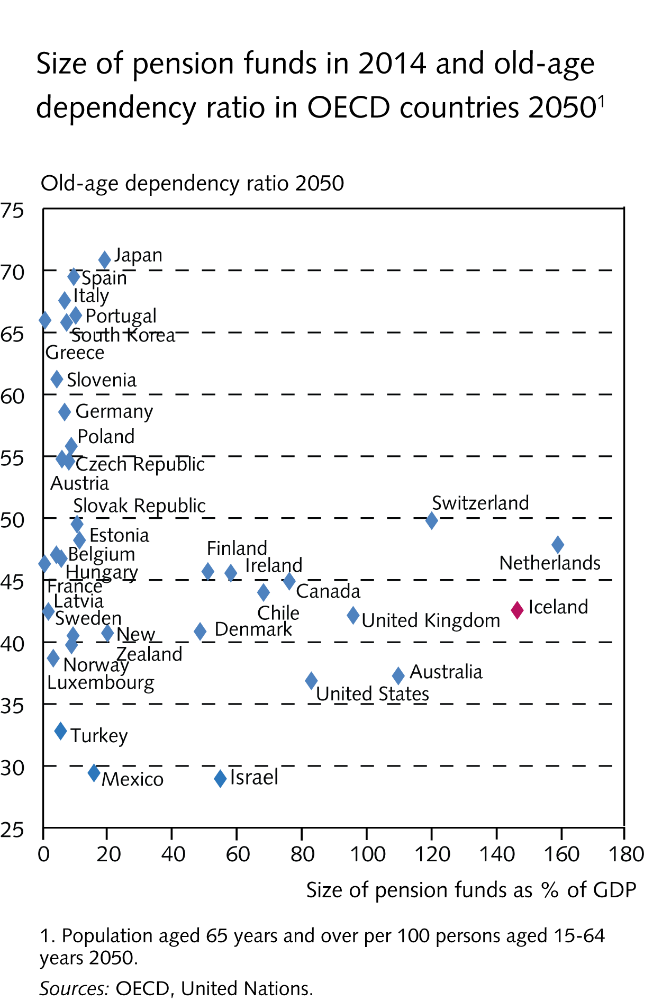 Size of pension funds in 2014 and old-age
dependency ratio in OECD countries 2050¹
Old-age dependency ratio 2050
75
Japan
70
Spain
Italy
Portugal
65
South Korea
Greece
Slovenia
60
Germany
Poland
55
Czech Republic
Austria
Slovak Republic
Switzerland
50
Estonia
Finland
Belgium
Netherlands
Ireland
Hungary
45
France
Canada
Latvia
Iceland
Chile
Sweden
United Kingdom
Denmark
New
Zealand
40
Norway
Australia
Luxembourg
United States
35
Turkey
30
Mexico
Israel
25
0 20 40 60 80 100 120 140 160 180
Size of pension funds as % of GDP
1. Population aged 65 years and over per 100 persons aged 15-64
years 2050.
Sources: OECD, United Nations.